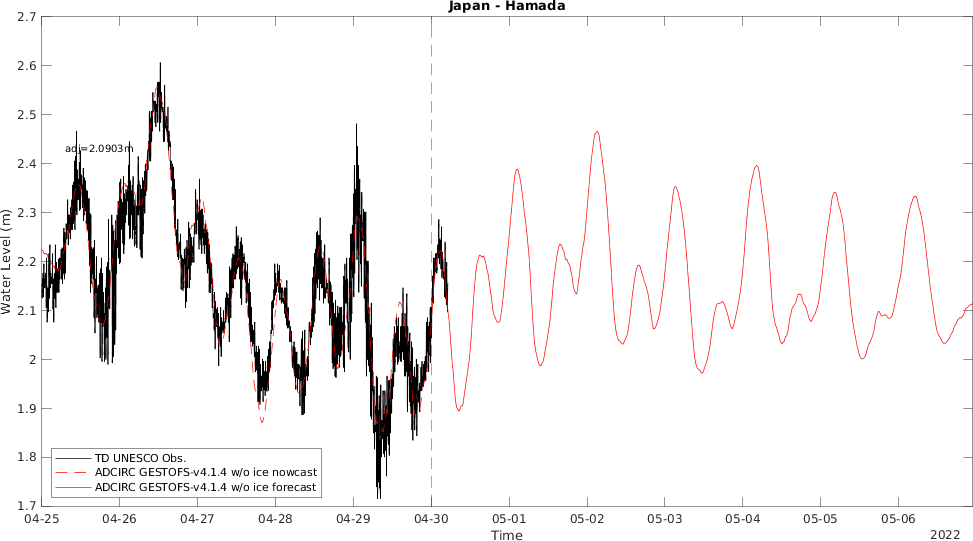 Japan - Hamada
2.7
2.6
2.5
2.4
2.3
2.2
2.1
2
1.9
1.8
1.7
Water Level (m)
adj=2.0903m
TD UNESCO Obs.
ADCIRC GESTOFS-v4.1.4 w/o ice nowcast
ADCIRC GESTOFS-v4.1.4 w/o ice forecast
04-25 04-26 04-27 04-28 04-29 04-30 05-01 05-02 05-03 05-04 05-05 05-06
Time
2022